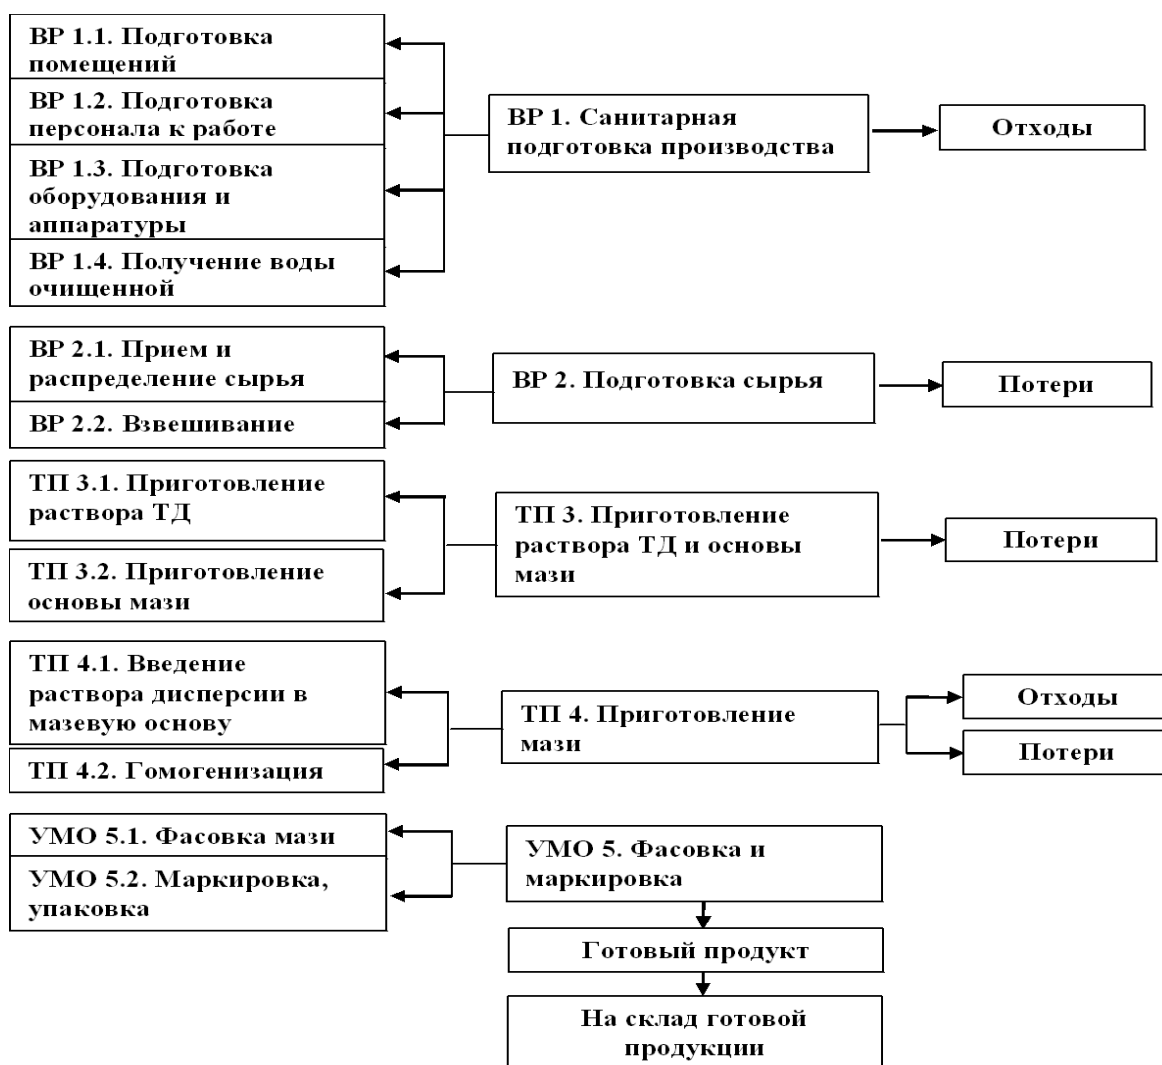 ВР 1.1. Подготовка
помещений
ВР 1.2. Подготовка
персонала к работе
ВР 1.3. Подготовка
оборудования и
аппаратуры
ВР 1.4. Получение воды
очищенной
ВР 1. Санитарная
подготовка производства
Отходы
ВР 2.1. Прием и
распределение сырья
ВР 2.2. Взвешивание
ВР 2. Подготовка сырья
Потери
ТП 3.1. Приготовление
раствора ТД
ТП 3.2. Приготовление
основы мази
ТП 3. Приготовление
раствора ТД и основы
мази
Потери
ТП 4.1. Введение
раствора дисперсии в
мазевую основу
ТП 4.2. Гомогенизация
ТП 4. Приготовление
мази
Отходы
Потери
УМО 5.1. Фасовка мази
УМО 5.2. Маркировка,
упаковка
УМО 5. Фасовка и
маркировка
Готовый продукт
На склад готовой
продукции